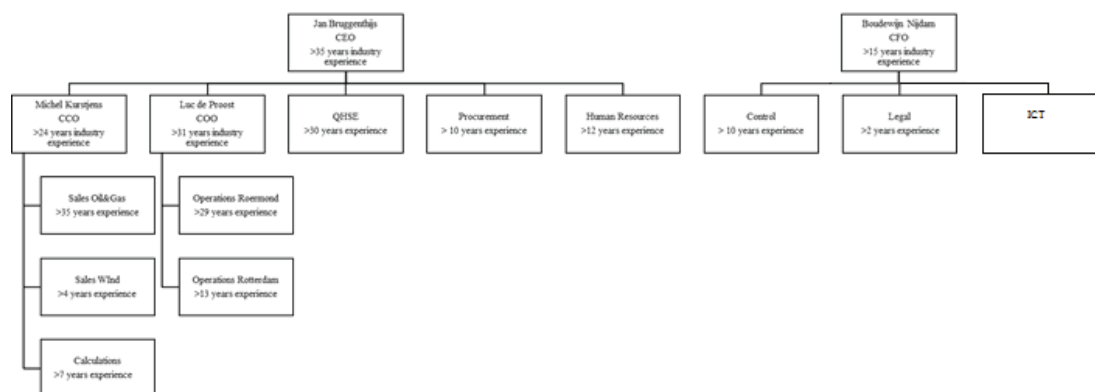 Jan Bruggenthijs
CEO
>35 years industry
experience
Boudewijn Nijdam
CFO
>15 years industry
experience
Michel Kurstjens
CCO
>24 years industry
experience
Luc de Proost
COO
>31 years industry
experience
QHSE
>30 years experience
Procurement
> 10 years experience
Human Resources
>12 years experience
Control
> 10 years experience
Legal
>2 years experience
ICT
Sales Oil&Gas
>35 years experience
Operations Roermond
>29 years experience
Sales WInd
>4 years experience
Operations Rotterdam
>13 years experience
Calculations
>7 years experience